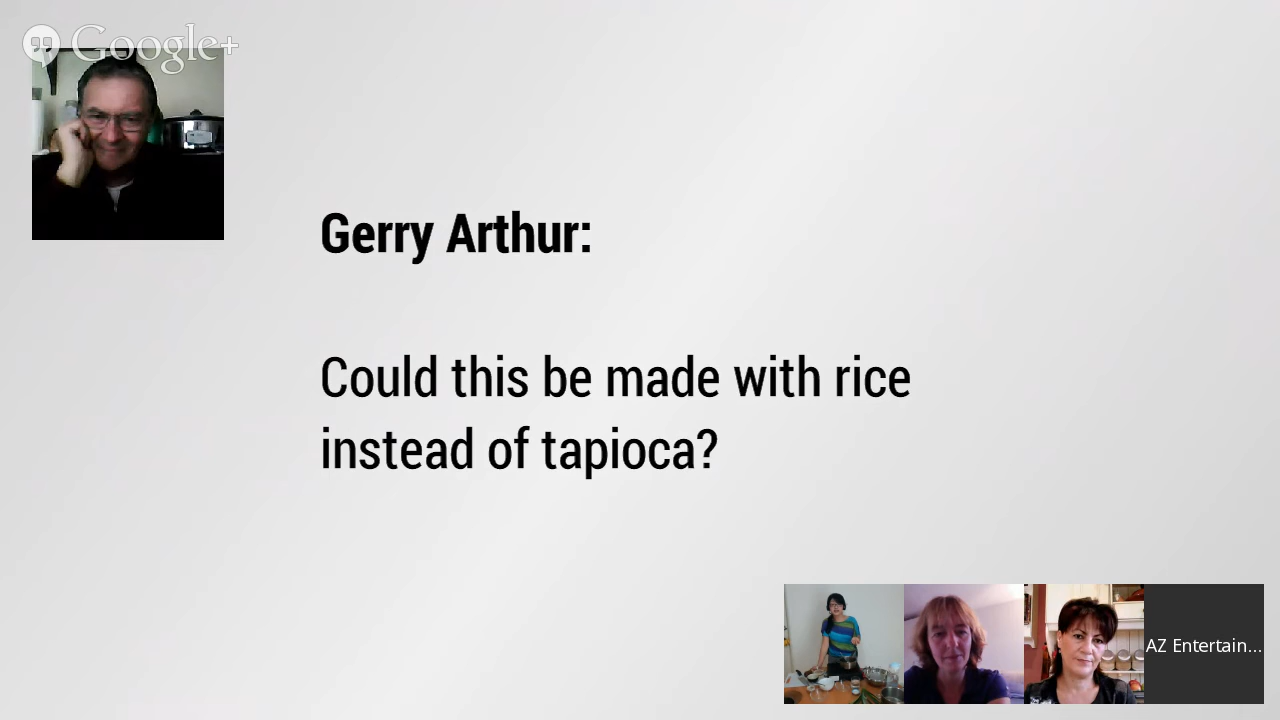 Google+
Gerry Arthur:
Could this be made with rice
instead of tapioca?
AZ Entertain...